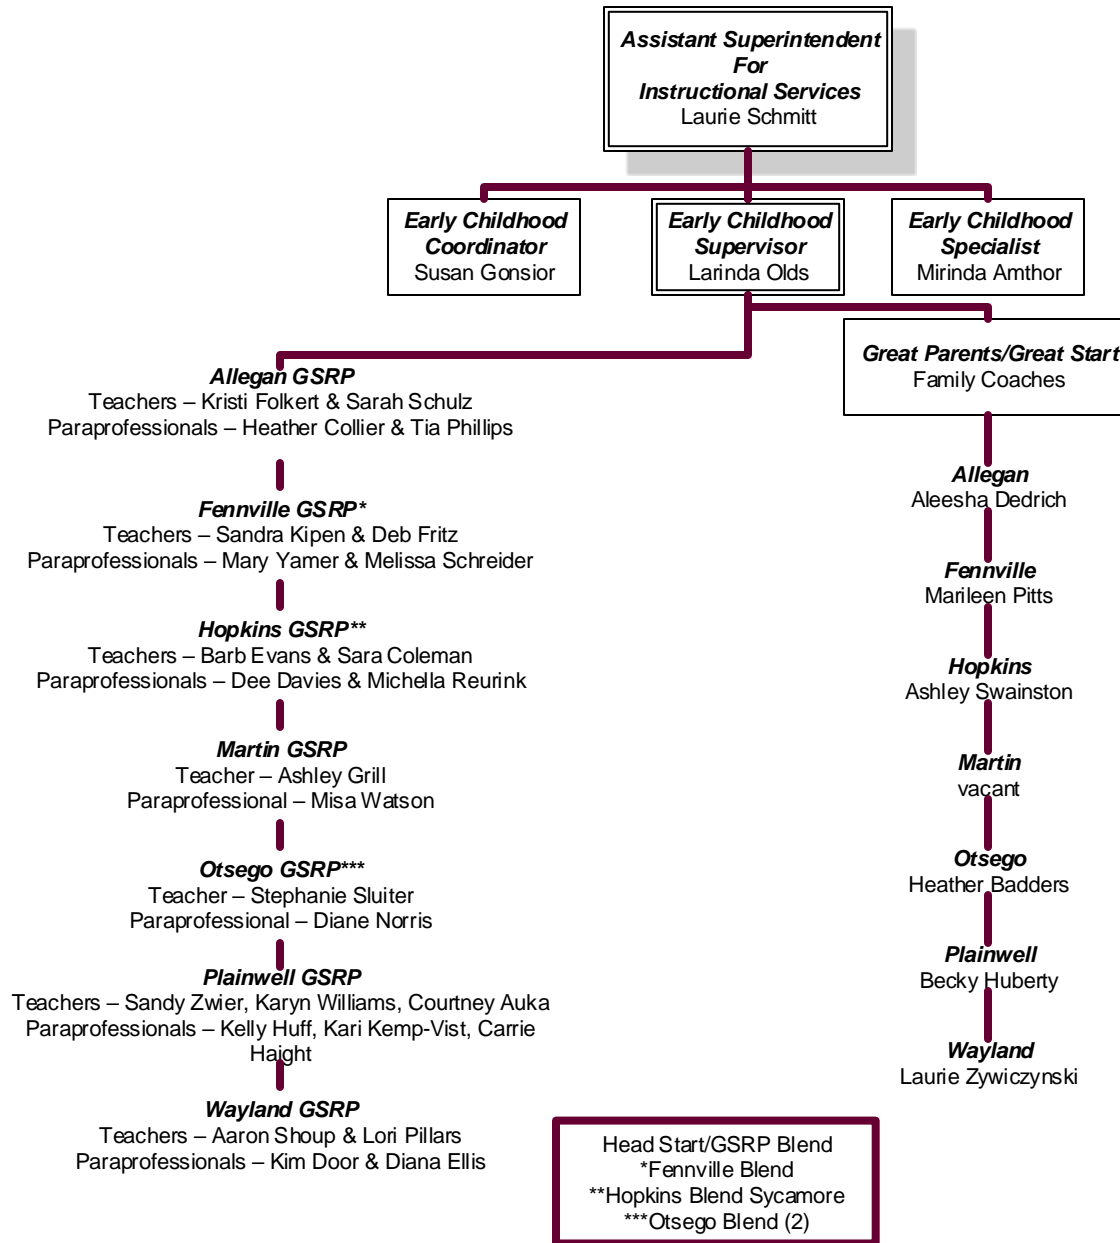 Assistant Superintendent
For
Instructional Services
Laurie Schmitt
Early Childhood
Coordinator
Susan Gonsior
Early Childhood
Supervisor
Larinda Olds
Early Childhood
Specialist
Mirinda Amthor
Allegan GSRP
Teachers – Kristi Folkert & Sarah Schulz
Paraprofessionals – Heather Collier & Tia Phillips
Fennville GSRP*
Teachers – Sandra Kipen & Deb Fritz
Paraprofessionals – Mary Yamer & Melissa Schreider
Hopkins GSRP**
Teachers – Barb Evans & Sara Coleman
Paraprofessionals – Dee Davies & Michella Reurink
Martin GSRP
Teacher – Ashley Grill
Paraprofessional – Misa Watson
Otsego GSRP***
Teacher – Stephanie Sluiter
Paraprofessional – Diane Norris
Plainwell GSRP
Teachers – Sandy Zwier, Karyn Williams, Courtney Auka
Paraprofessionals – Kelly Huff, Kari Kemp-Vist, Carrie
Haight
Wayland GSRP
Teachers – Aaron Shoup & Lori Pillars
Paraprofessionals – Kim Door & Diana Ellis
Great Parents/Great Start
Family Coaches
Allegan
Aleesha Dedrich
Fennville
Marileen Pitts
Hopkins
Ashley Swainston
Martin
vacant
Otsego
Heather Badders
Plainwell
Becky Huberty
Wayland
Laurie Zywiczynski
Head Start/GSRP Blend
*Fennville Blend
**Hopkins Blend Sycamore
***Otsego Blend (2)